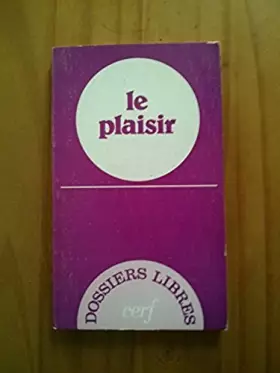 le
plaisir
DOSSIERS LIBRES
cerf